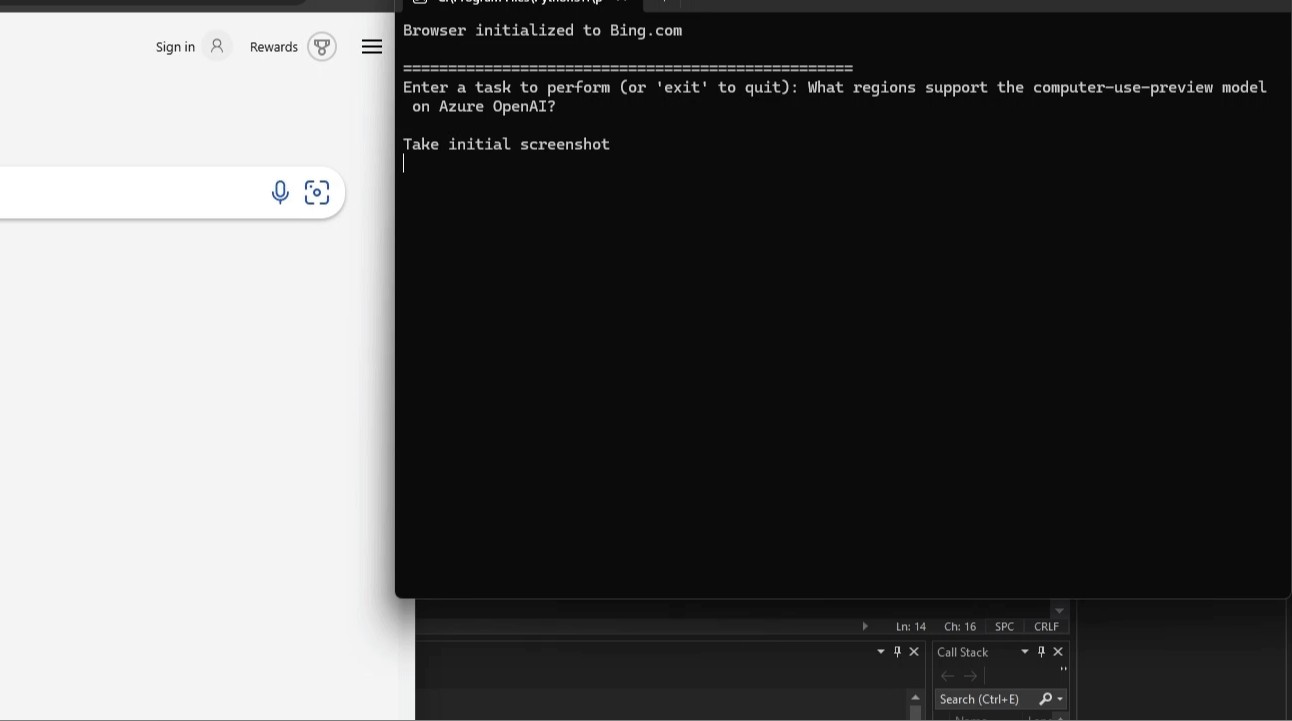 Sign in
Rewards
Browser initialized to Bing.com
==================================================
Enter a task to perform (or 'exit' to quit): What regions support the computer-use-preview model
on Azure OpenAI?
Take initial screenshot
Ln: 14 Ch: 16 SPC CRLF
Call Stack
Search (Ctrl+E)